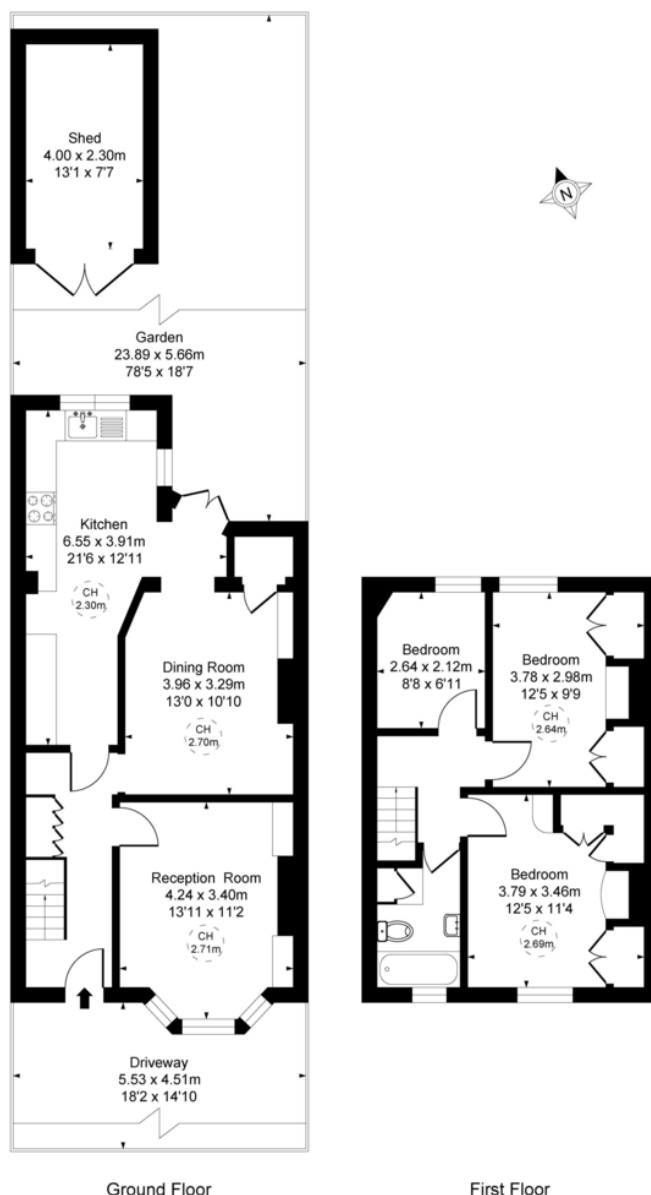 Shed
4.00 x 2.30m
13'1 x 7'7
N
Garden
23.89 x 5.66m
78'5 x 18'7
Kitchen
6.55 x 3.91m
21'6 x 12'11
CH
2.30m
Dining Room
3.96 x 3.29m
13'0 x 10'10
CH
2.70m
Reception Room
4.24 x 3.40m
13'11 x 11'2
CH
2.71m
Driveway
5.53 x 4.51m
18'2 x 14'10
Ground Floor
Bedroom
2.64 x 2.12m
8'8 x 6'11
Bedroom
3.78 x 2.98m
12'5 x 9'9
CH
2.64m
Bedroom
3.79 x 3.46m
12'5 x 11'4
CH
2.69m
First Floor